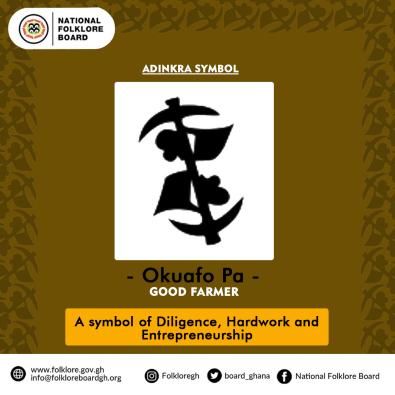 NATIONAL
FOLKLORE
BOARD
ADINKRA SYMBOL
- Okuafo Pa -
GOOD FARMER
A symbol of Diligence, Hardwork and
Entrepreneurship
www.folklore.gov.gh
info@folkloreboardgh.org
Folkloregh
board_ghana
National Folklore Board